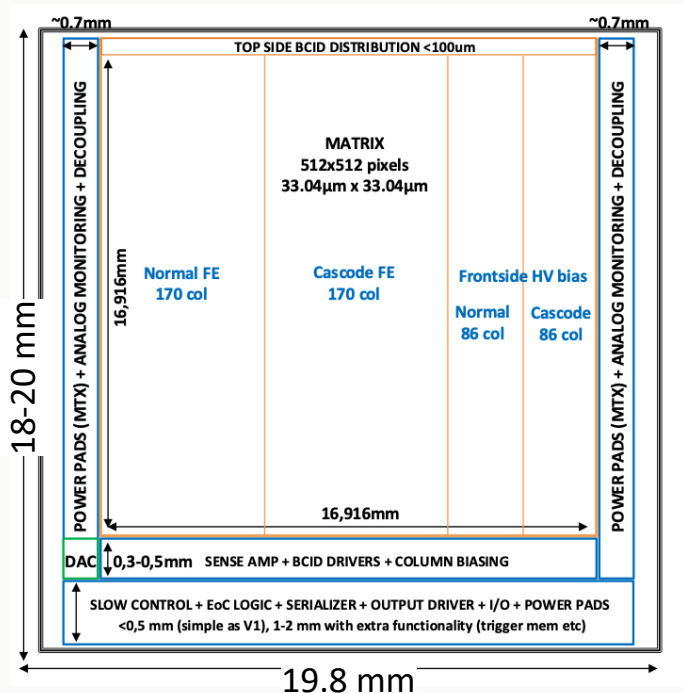 ~0.7mm
~0.7mm
TOP SIDE BCID DISTRIBUTION <100um
POWER PADS (MTX) + ANALOG MONITORING + DECOUPLING
MATRIX
512x512 pixels
33.04µm x 33.04µm
16,916mm
Normal FE
170 col
Cascode FE
170 col
Frontside HV bias
Normal
86 col
Cascode
86 col
POWER PADS (MTX) + ANALOG MONITORING + DECOUPLING
18-20 mm
16,916mm
DAC
0,3-0,5mm SENSE AMP + BCID DRIVERS + COLUMN BIASING
SLOW CONTROL + EoC LOGIC + SERIALIZER + OUTPUT DRIVER + I/O + POWER PADS
<0,5 mm (simple as V1), 1-2 mm with extra functionality (trigger mem etc)
19.8 mm